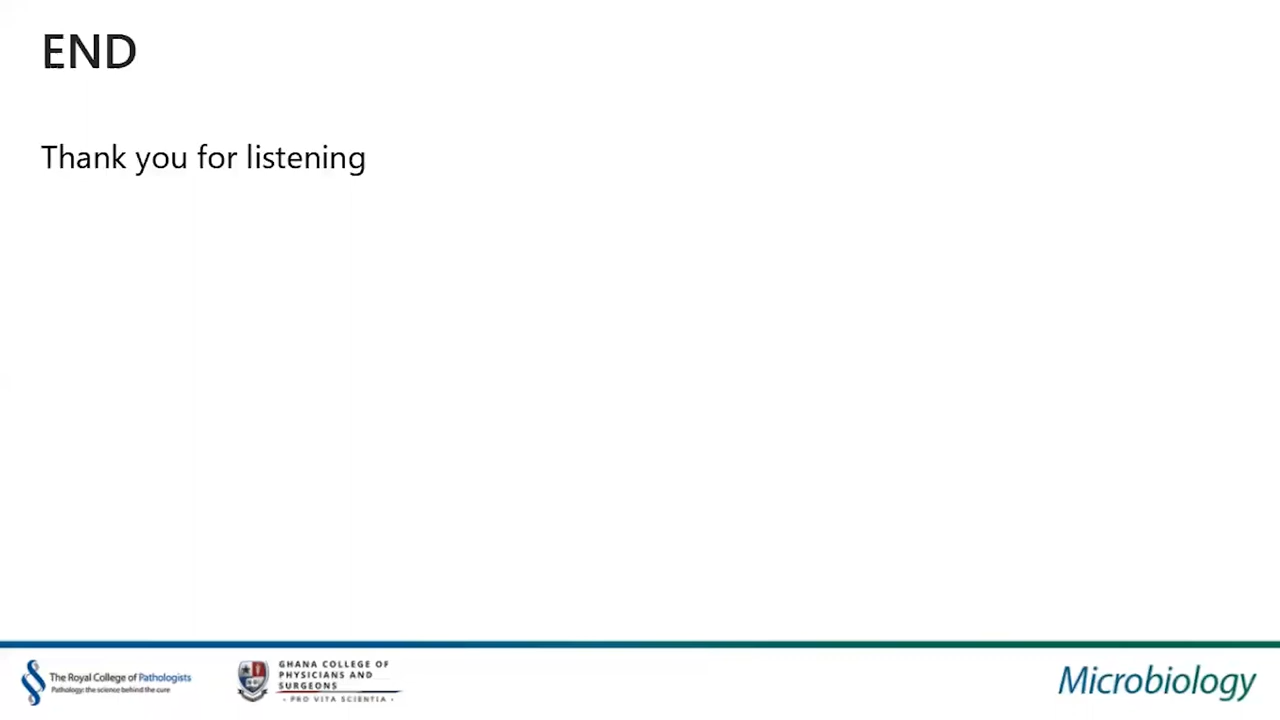 END
Thank you for listening
The Royal College of Pathologists
Pathology: the science behind the cure
GHANA COLLEGE OF
PHYSICIANS AND
SURGEONS
· PRO VITA SCIENTIA ·
Microbiology